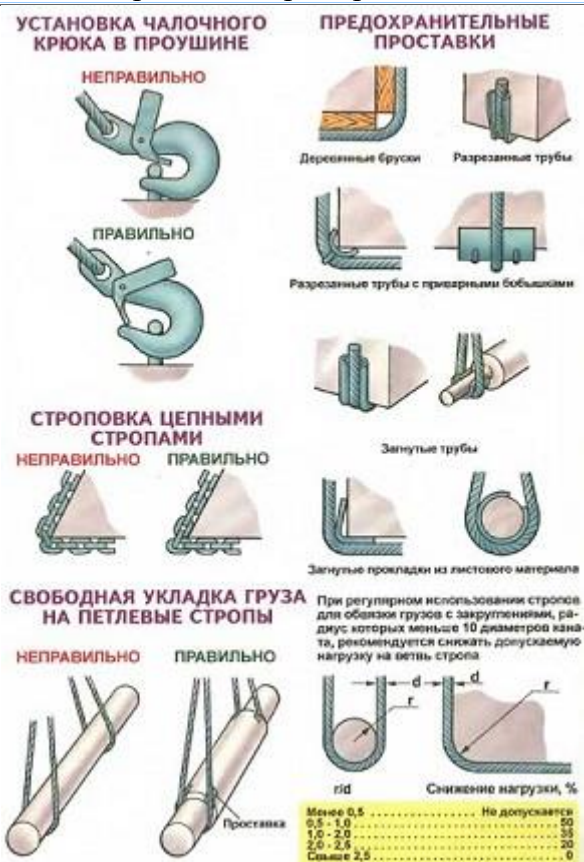 УСТАНОВКА ЧАЛОЧНОГО
КРЮКА В ПРОУШИНЕ
НЕПРАВИЛЬНО
ПРАВИЛЬНО
СТРОПОВКА ЦЕПНЫМИ
СТРОПАМИ
НЕПРАВИЛЬНО ПРАВИЛЬНО
СВОБОДНАЯ УКЛАДКА ГРУЗА
НА ПЕТЛЕВЫЕ СТРОПЫ
НЕПРАВИЛЬНО ПРАВИЛЬНО
Проставка
ПРЕДОХРАНИТЕЛЬНЫЕ
ПРОСТАВКИ
Деревянные бруски Разрезанные трубы
Разрезанные трубы с приварными бобышками
Загнутые трубы
Загнутые прокладки из листового материала
При регулярном использовании стропов
для обвязки грузов с закруглениями, ра-
диус которых меньше 10 диаметров кана-
та, рекомендуется снижать допускаемую
нагрузку на ветвь стропа
d d
r r
r/d Снижение нагрузки, %
Менее 0,5 .................... Не допускается
0,5 - 1,0 .................... 50
1,0 - 2,0 .................... 35
2,0 - 2,5 .................... 20
Свыше 2,5 .................... 0